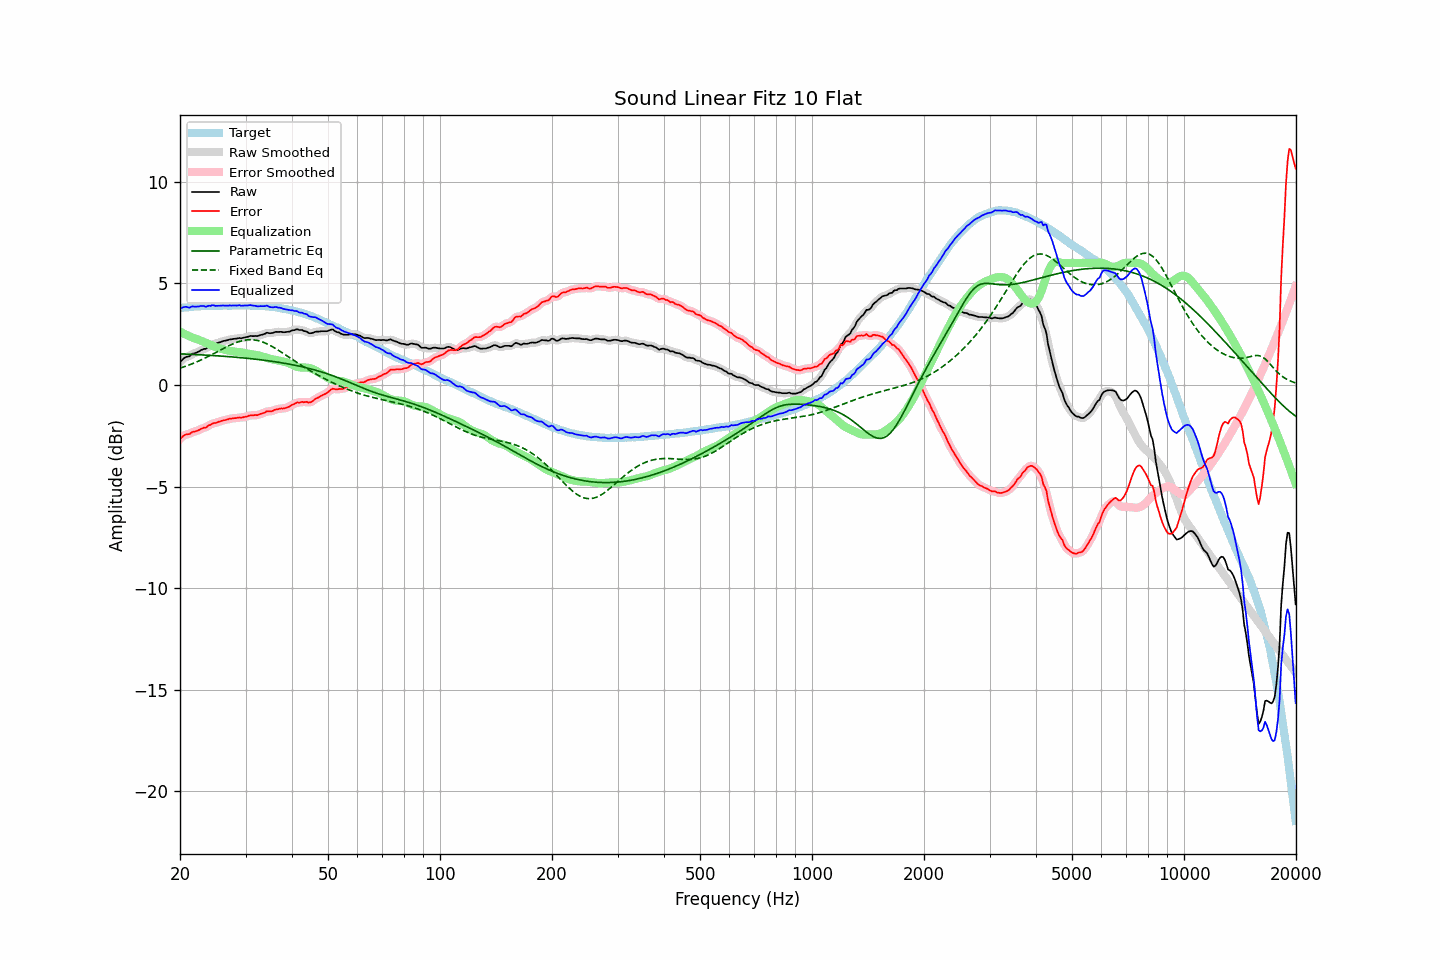 Sound Linear Fitz 10 Flat
Target
Raw Smoothed
Error Smoothed
Raw
Error
Equalization
Parametric Eq
Fixed Band Eq
Equalized
10
5
0
−5
−10
−15
−20
Amplitude (dBr)
20 50 100 200 500 1000 2000 5000 10000 20000
Frequency (Hz)